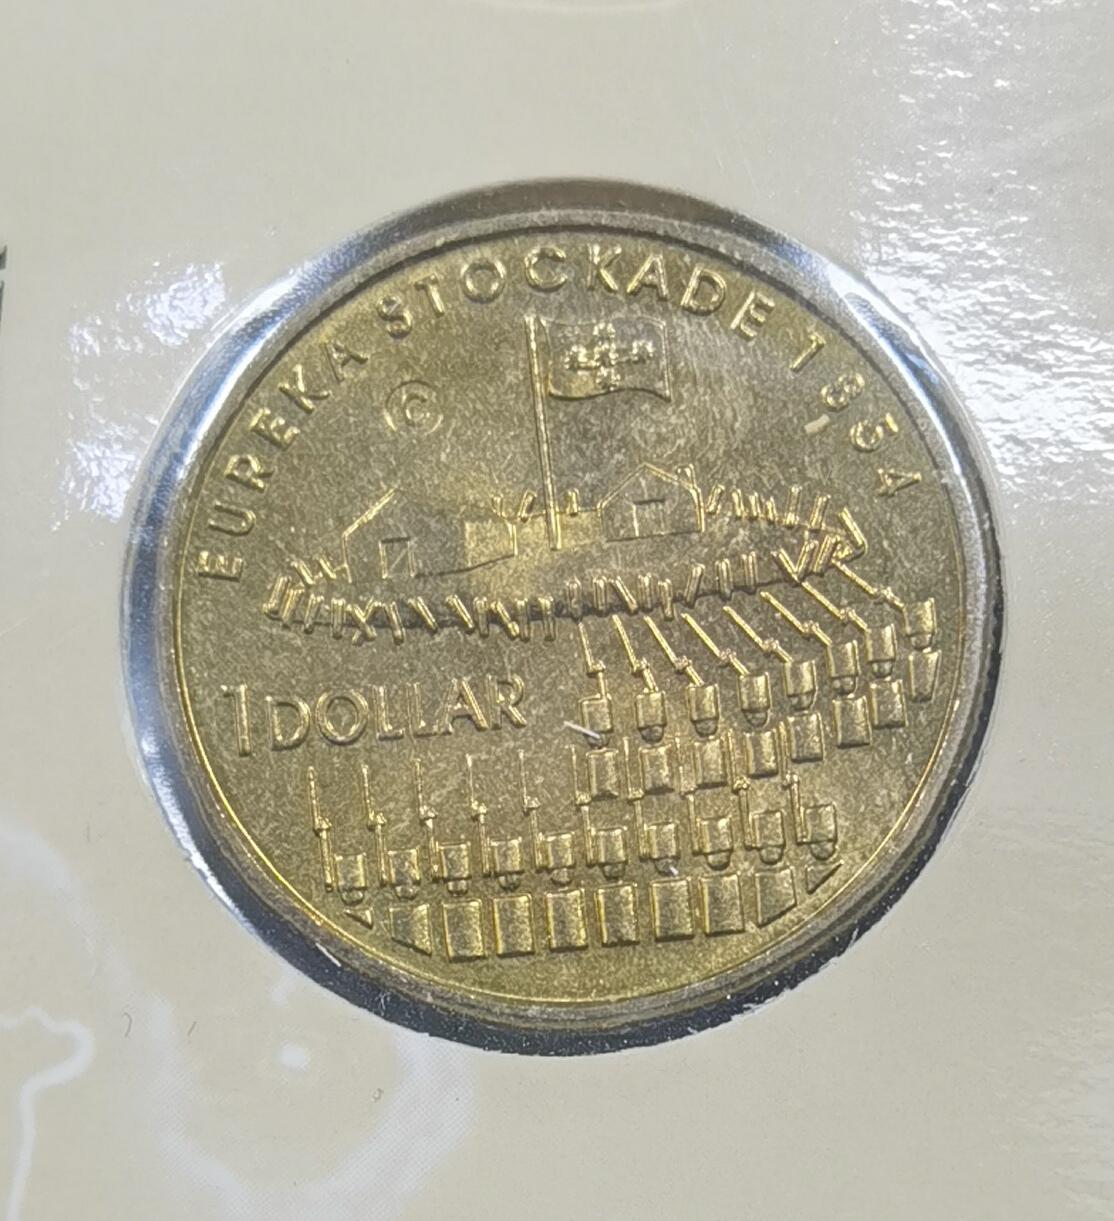 EUREKA STOCKADE 1854
C
1 DOLLAR